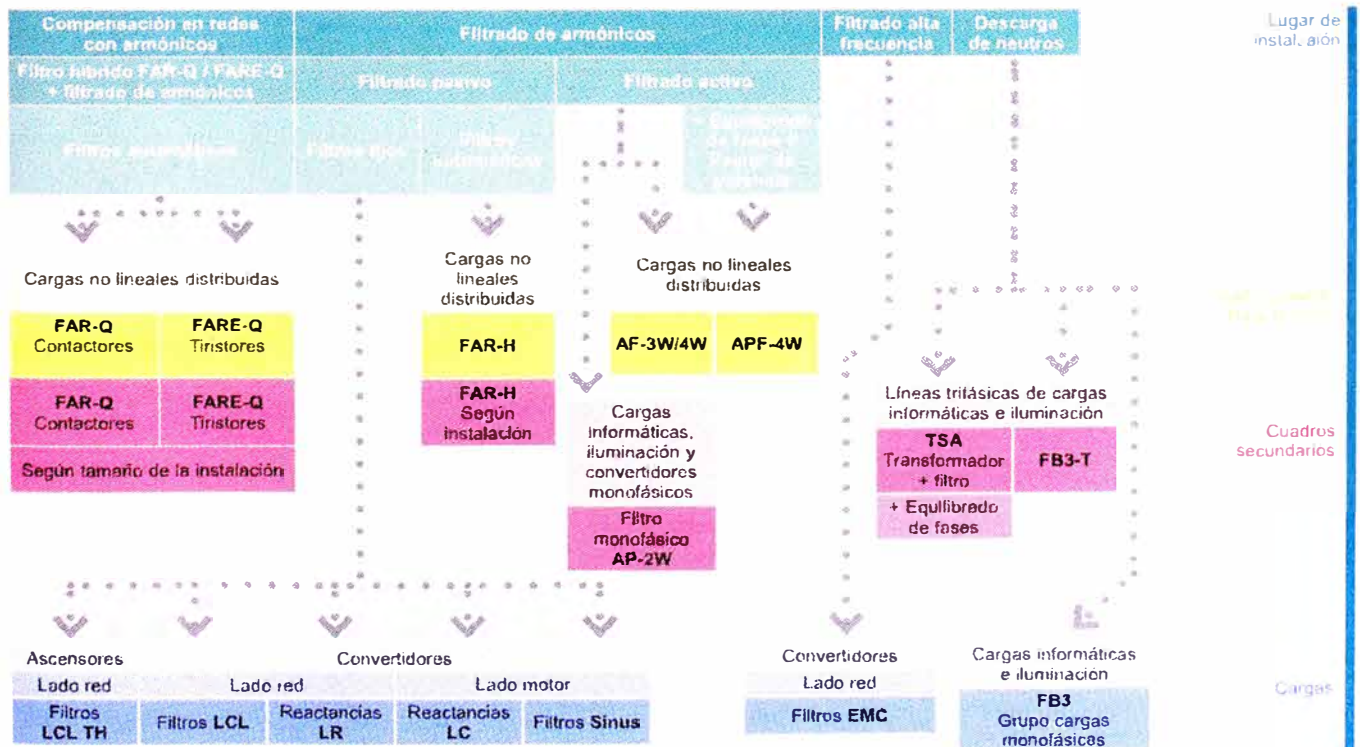 Compensación en redes
con armónicos
Filtrado de armónicos
Filtrado alta
frecuencia
Descarga
de neutros
Lugar de
Filtro híbrido FAR-Q / FARE-Q
+ filtrado de armónicos
Filtrado pasivo
Filtrado activo
Filtros automáticos
Filtros fijos
Filtros
automáticos
Cargas no lineales distribuidas
Cargas no
lineales
distribuidas
Cargas no lineales
distribuidas
FAR-Q
Contactores
FARE-Q
Tiristores
FAR-H
AF-3W/4W
APF-4W
FAR-Q
Contactores
FARE-Q
Tiristores
Según tamaño de la instalación
FAR-H
Según
instalación
Cargas
informáticas,
iluminación y
convertidores
monofásicos
Filtro
monofásico
AP-2W
Líneas trifásicas de cargas
informáticas e iluminación
TSA
Transformador
+ filtro
FB3-T
+ Equilibrado
de fases
Cuadros
secundarios
Ascensores
Convertidores
Convertidores
Cargas informáticas
e iluminación
Lado red
Lado red
Lado motor
Lado red
Cargas
Filtros
LCL TH
Filtros LCL
Reactancias
LR
Reactancias
LC
Filtros Sinus
Filtros EMC
FB3
Grupo cargas
monofásicas